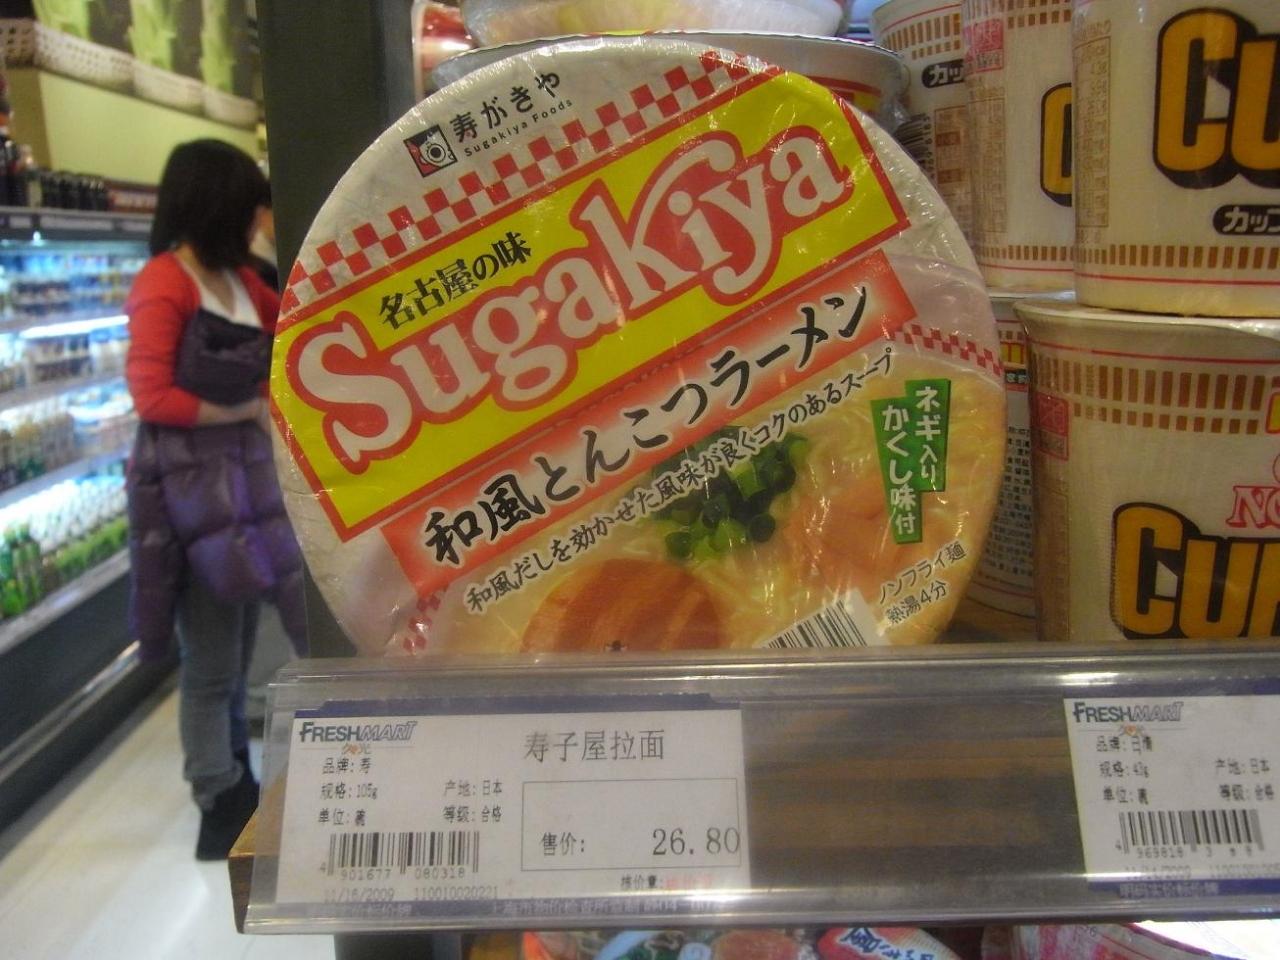 寿がきや
Sugakiya Foods
名古屋の味
Sugakiya
和風とんこつラーメン
和風だしを効かせた風味が良くコクのあるスープ
ネギ入り
かくし味付
ノンフライ麺
熱湯4分
CU
カップ
CU
FRESHMART
久光
寿子屋拉面
品牌:寿
规格:105g
产地:日本
单位:碗
等级:合格
售价: 26.80
4 901677 080318
11/16/2009 110010020221
FRESHMART
品牌:日清
规格:43g
产地:日本
单位:碗
等级:合格